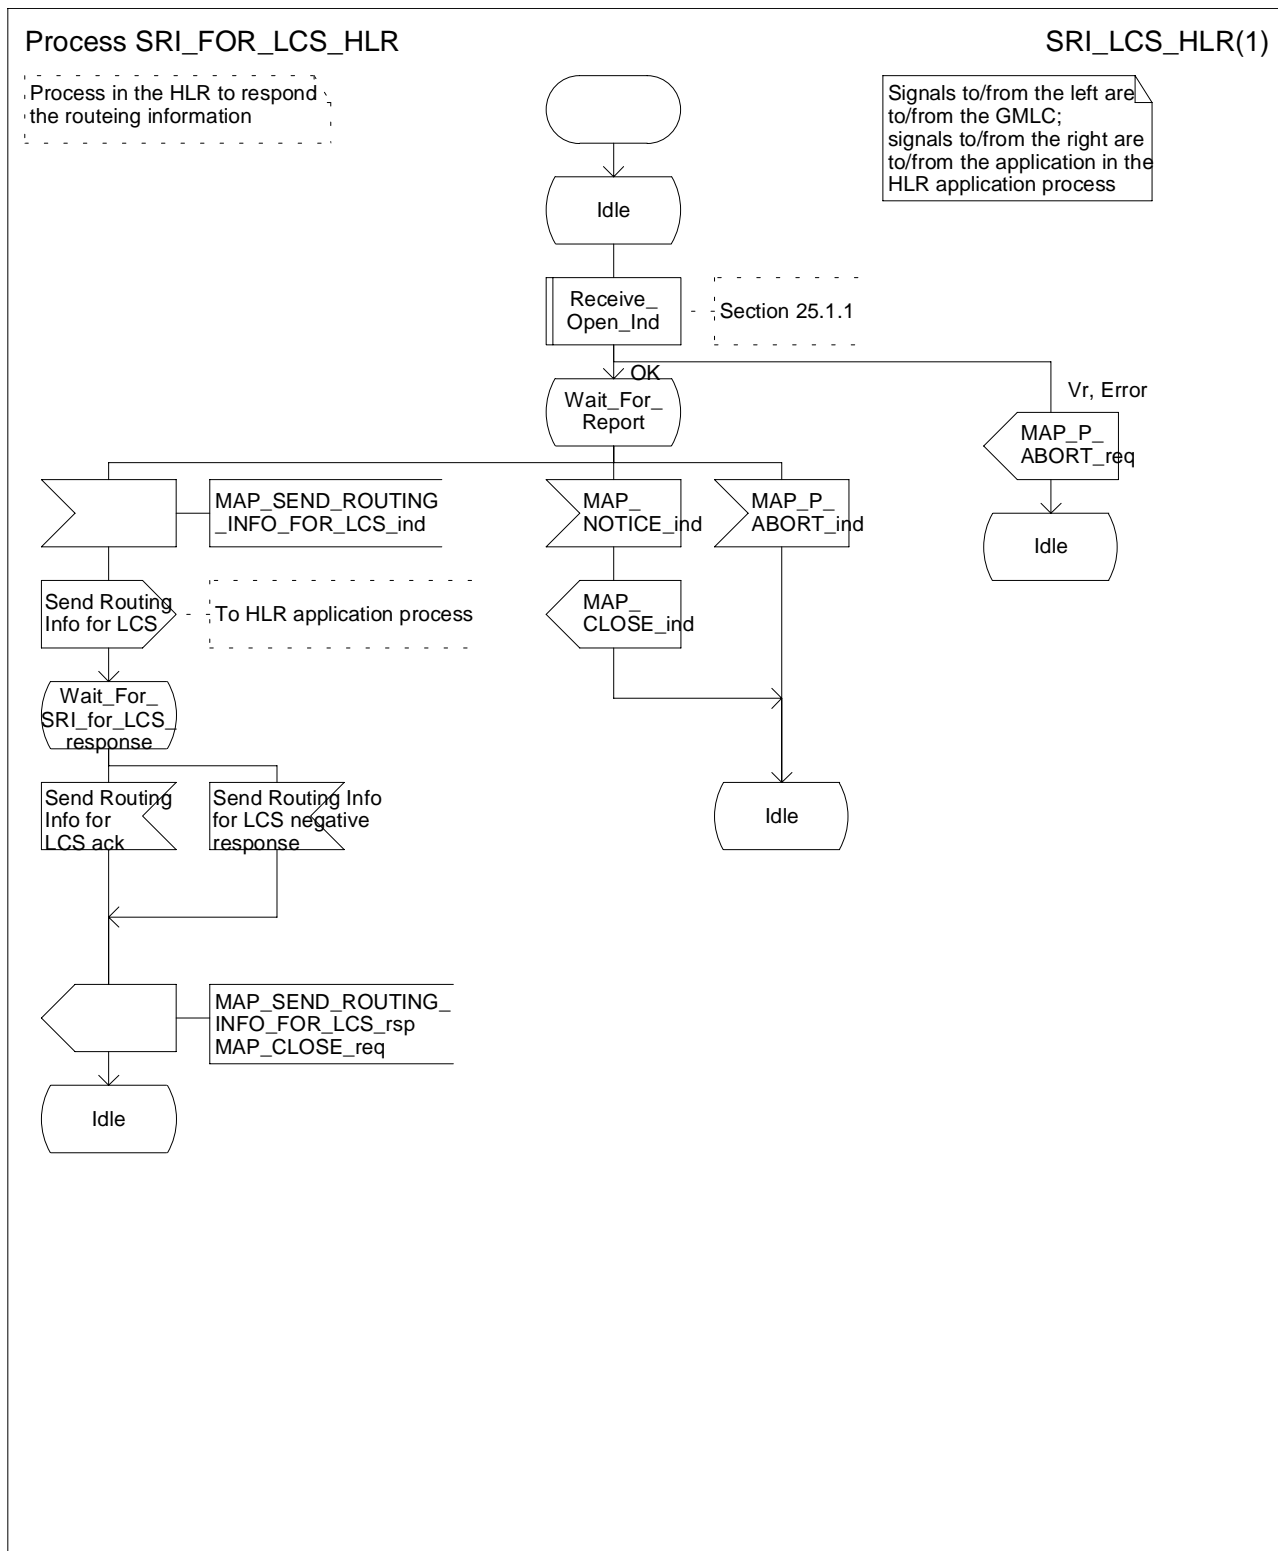 Process SRI_FOR_LCS_HLR
SRI_LCS_HLR(1)
Process in the HLR to respond
the routeing information
Signals to/from the left are
to/from the GMLC;
signals to/from the right are
to/from the application in the
HLR application process
Idle
Receive_
Open_Ind
Section 25.1.1
OK
Vr, Error
Wait_For_
Report
MAP_P_
ABORT_req
Idle
MAP_SEND_ROUTING
_INFO_FOR_LCS_ind
MAP_
NOTICE_ind
MAP_P_
ABORT_ind
Send Routing
Info for LCS
To HLR application process
MAP_
CLOSE_ind
Wait_For_
SRI_for_LCS_
response
Send Routing
Info for
LCS ack
Send Routing Info
for LCS negative
response
Idle
MAP_SEND_ROUTING_
INFO_FOR_LCS_rsp
MAP_CLOSE_req
Idle